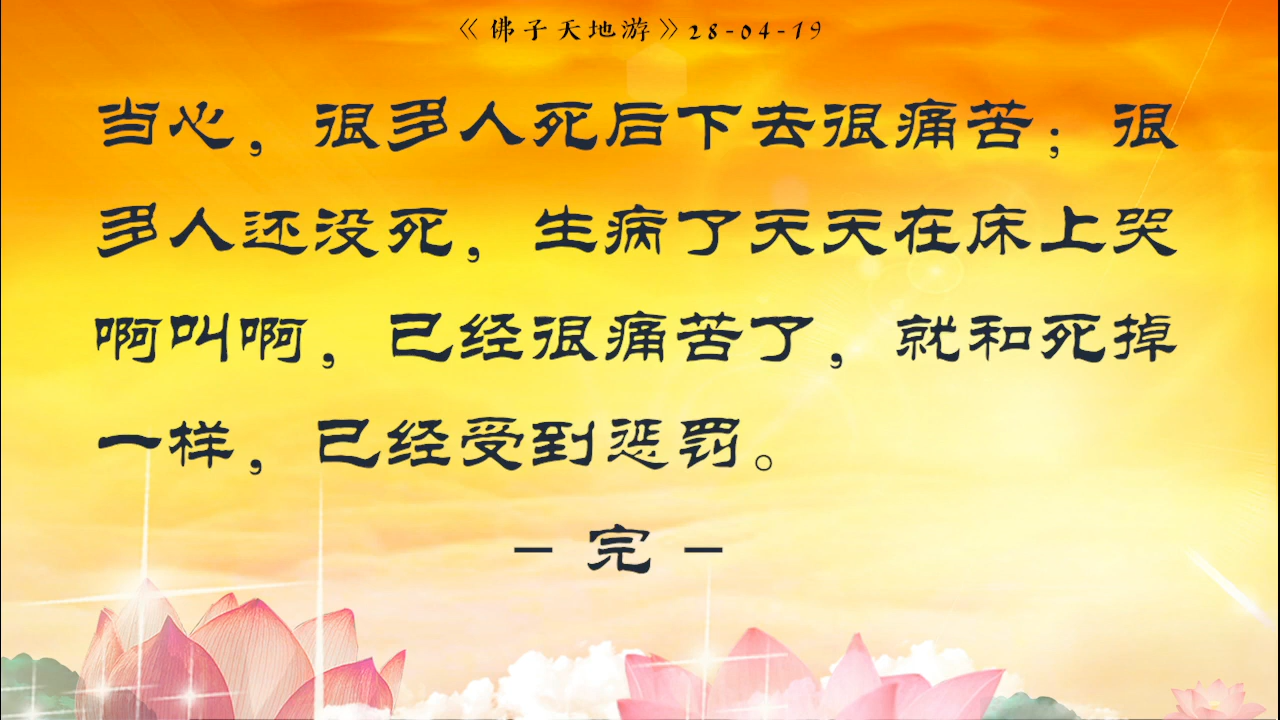 《佛子天地游》28-04-19
当心，很多人死后下去很痛苦；很
多人还没死，生病了天天在床上哭
啊叫啊，已经很痛苦了，就和死掉
一样，已经受到惩罚。
- 完 -